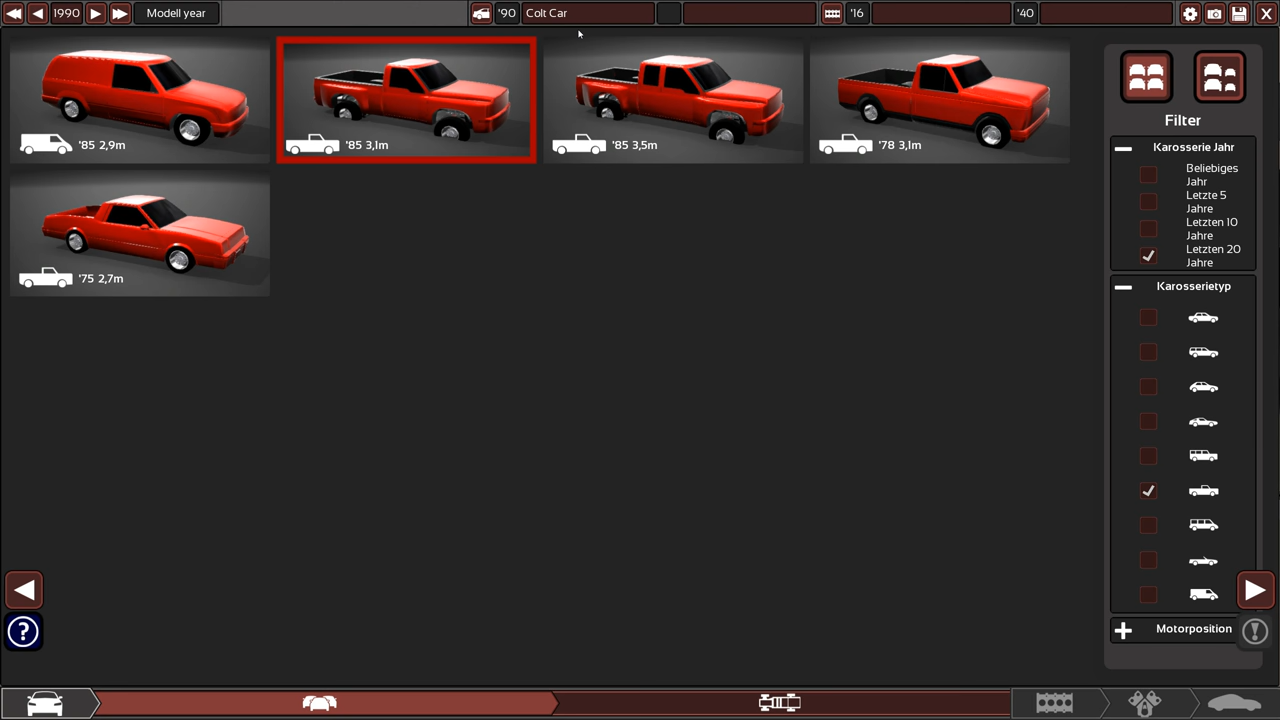 1990
Modell year
'90
Colt Car
'16
'40
'85 2,9m
'85 3,1m
'85 3,5m
'78 3,1m
'75 2,7m
Filter
Karosserie Jahr
Beliebiges
Jahr
Letzte 5
Jahre
Letzten 10
Jahre
Letzten 20
Jahre
Karosserietyp
Motorposition
?